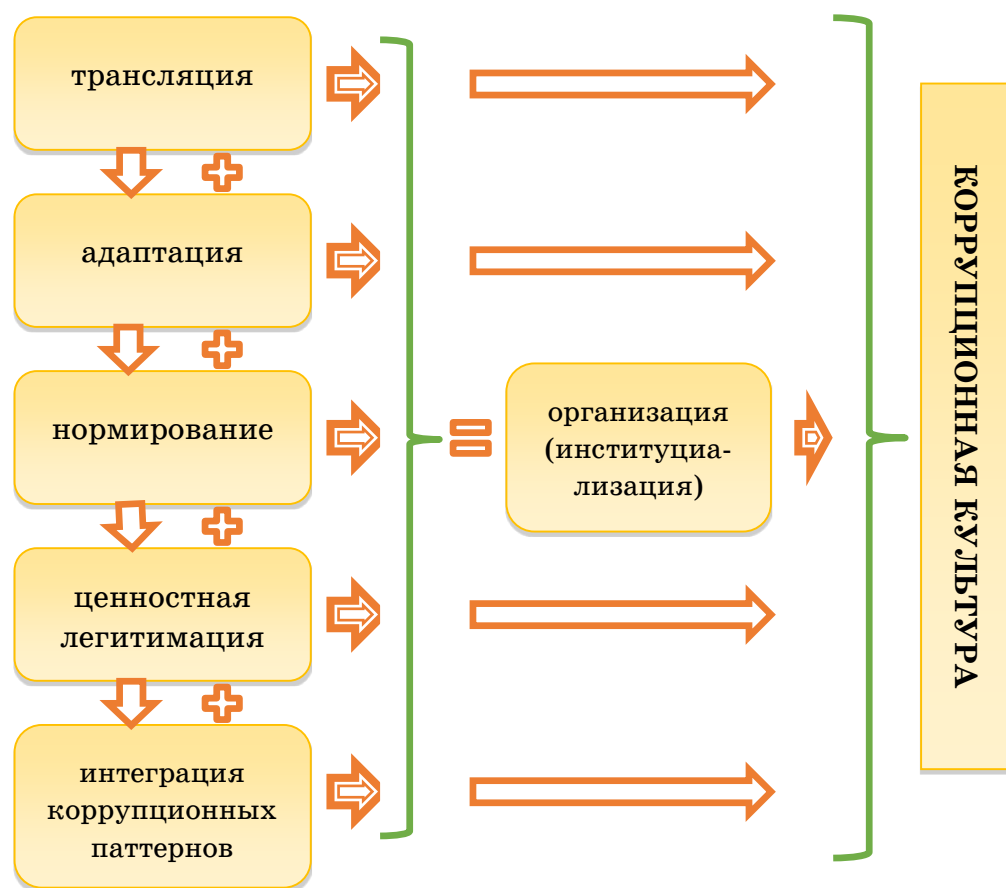 трансляция
адаптация
нормирование
ценностная
легитимация
интеграция
коррупционных
паттернов
организация
(институциа-
лизация)
КОРРУПЦИОННАЯ КУЛЬТУРА